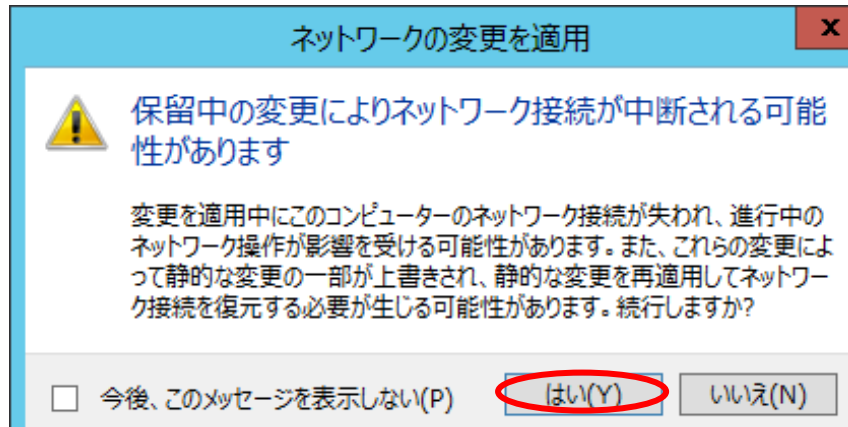 ネットワークの変更を適用
x
保留中の変更によりネットワーク接続が中断される可能
性があります
変更を適用中にこのコンピューターのネットワーク接続が失われ、進行中の
ネットワーク操作が影響を受ける可能性があります。また、これらの変更によ
って静的な変更の一部が上書きされ、静的な変更を再適用してネットワー
ク接続を復元する必要が生じる可能性があります。続行しますか?
今後、このメッセージを表示しない(P) はい(Y) いいえ(N)